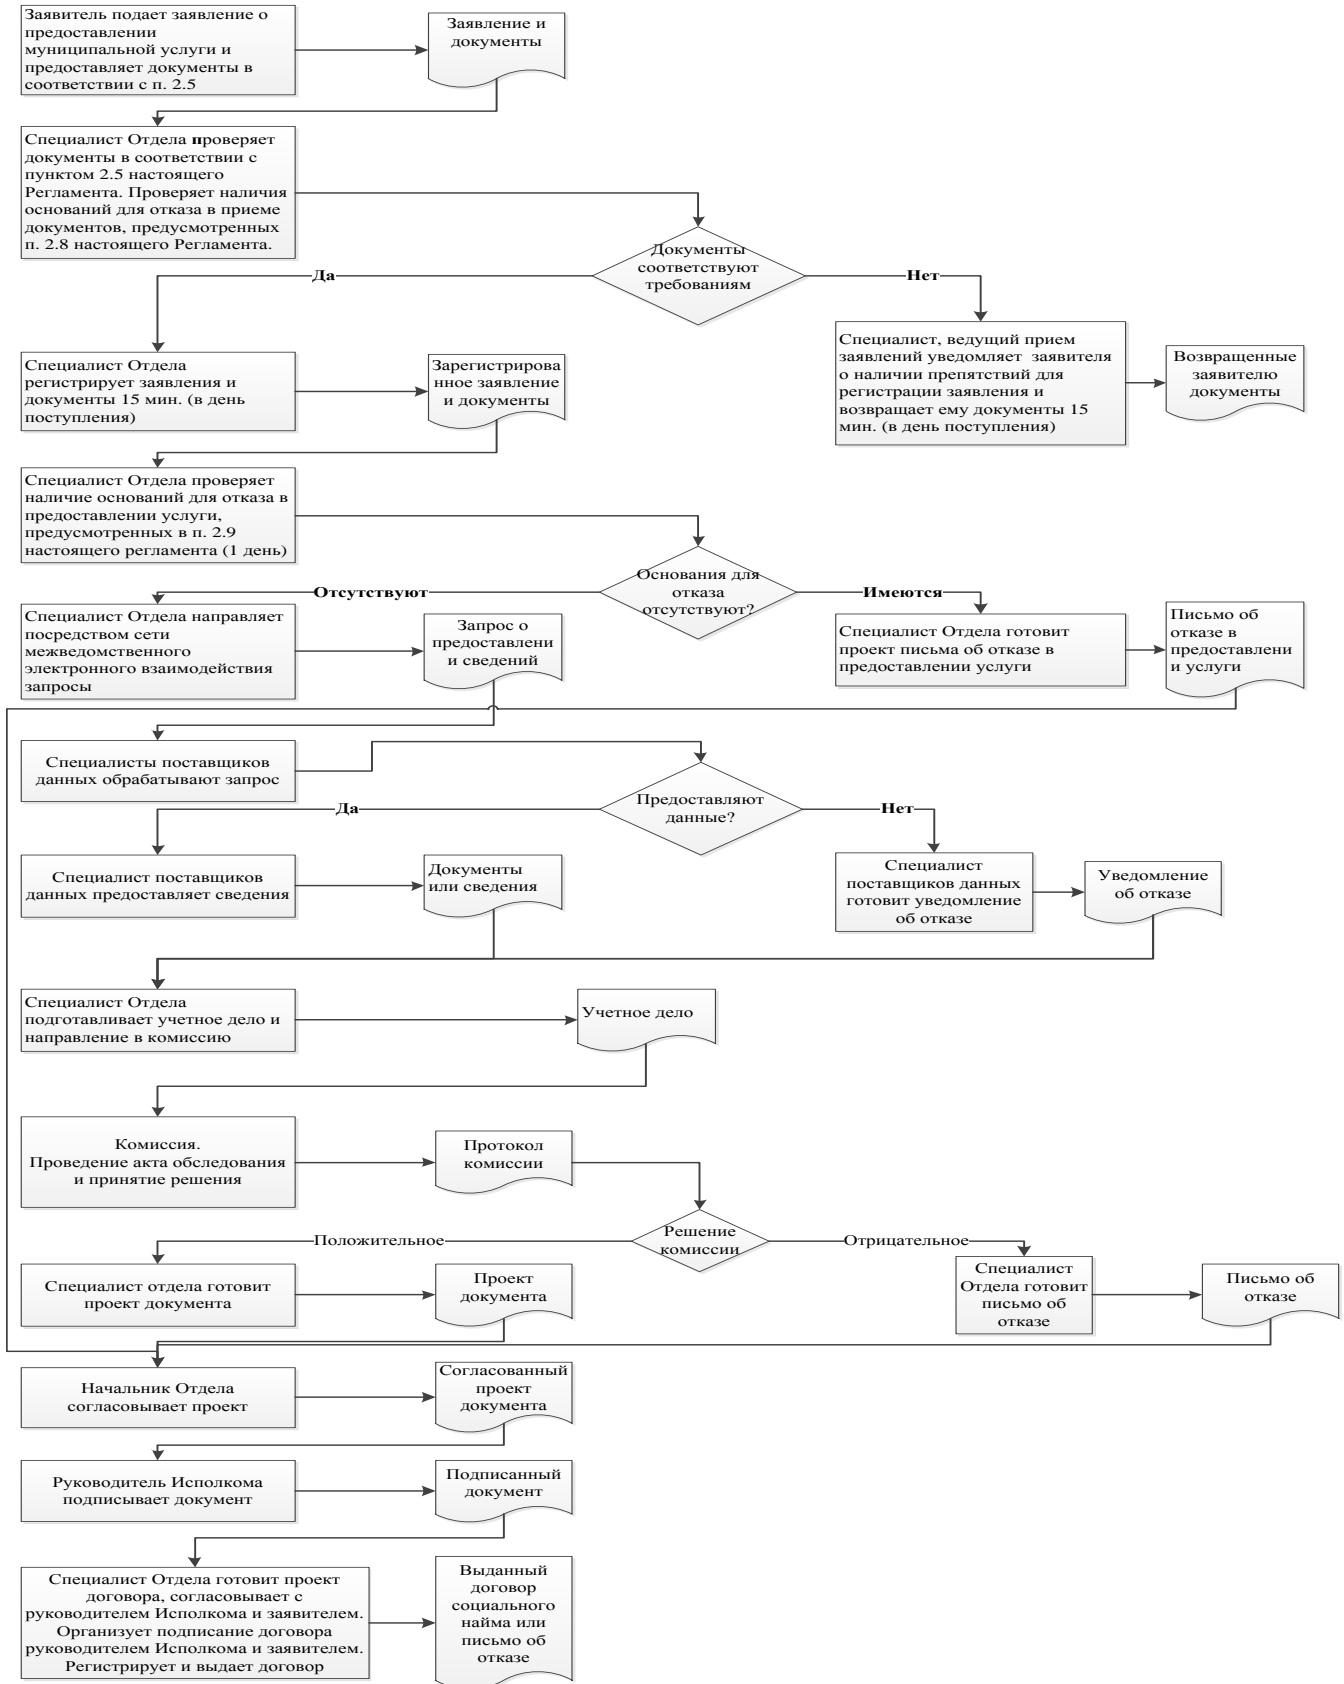 Заявитель подает заявление о
предоставлении
муниципальной услуги и
предоставляет документы в
соответствии с п. 2.5
Заявление и
документы
Специалист Отдела проверяет
документы в соответствии с
пунктом 2.5 настоящего
Регламента. Проверяет наличия
оснований для отказа в приеме
документов, предусмотренных
п. 2.8 настоящего Регламента.
Документы
соответствуют
требованиям
Да
Нет
Специалист Отдела
регистрирует заявления и
документы 15 мин. (в день
поступления)
Зарегистрирова
нное заявление
и документы
Специалист, ведущий прием
заявлений уведомляет заявителя
о наличии препятствий для
регистрации заявления и
возвращает ему документы 15
мин. (в день поступления)
Возвращенные
заявителю
документы
Специалист Отдела проверяет
наличие оснований для отказа в
предоставлении услуги,
предусмотренных в п. 2.9
настоящего регламента (1 день)
Основания для
отказа
отсутствуют?
Отсутствуют
Имеются
Специалист Отдела направляет
посредством сети
межведомственного
электронного взаимодействия
запросы
Запрос о
предоставлени
и сведений
Специалист Отдела готовит
проект письма об отказе в
предоставлении услуги
Письмо об
отказе в
предоставлени
и услуги
Специалисты поставщиков
данных обрабатывают запрос
Предоставляют
данные?
Да
Нет
Специалист поставщиков
данных предоставляет сведения
Документы
или сведения
Специалист
поставщиков данных
готовит уведомление
об отказе
Уведомление
об отказе
Специалист Отдела
подготавливает учетное дело и
направление в комиссию
Учетное дело
Комиссия.
Проведение акта обследования
и принятие решения
Протокол
комиссии
Решение
комиссии
Положительное
Отрицательное
Специалист отдела готовит
проект документа
Проект
документа
Специалист
Отдела готовит
письмо об
отказе
Письмо об
отказе
Начальник Отдела
согласовывает проект
Согласованный
проект
документа
Руководитель Исполкома
подписывает документ
Подписанный
документ
Специалист Отдела готовит проект
договора, согласовывает с
руководителем Исполкома и заявителем.
Организует подписание договора
руководителем Исполкома и заявителем.
Регистрирует и выдает договор
Выданный
договор
социального
найма или
письмо об
отказе